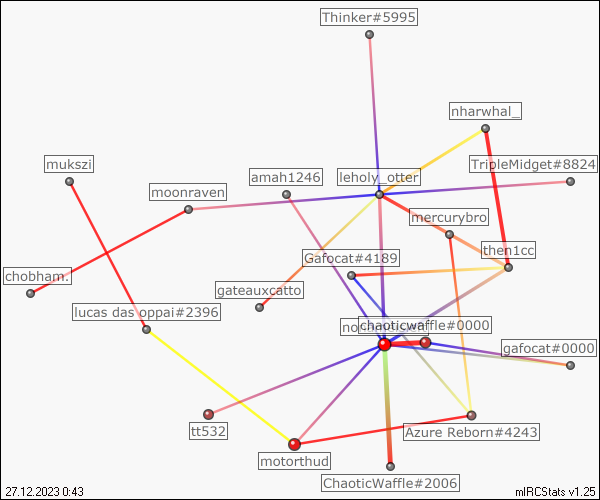 Thinker#5995
nharwhal_
mukszi
TripleMidget#8824
amah1246
leholy_otter
moonraven
mercurybro
then1cc
Gafocat#4189
chobham.
gateauxcatto
lucas das oppai#2396
chaoticwaffle#0000
gafocat#0000
tt532
Azure Reborn#4243
motorthud
ChaoticWaffle#2006
27.12.2023 0:43
mIRCStats v1.25